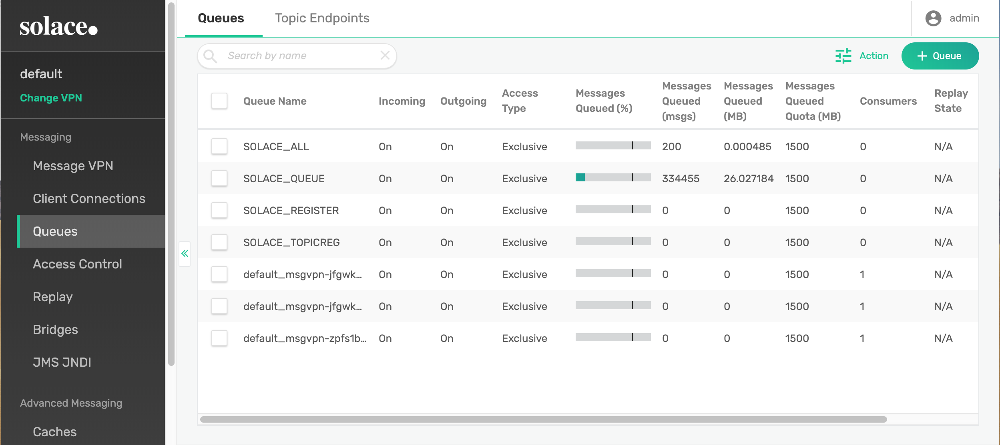 solace.
default
Change VPN
Messaging
Message VPN
Client Connections
Queues
Access Control
Replay
Bridges
JMS JNDI
Advanced Messaging
Caches
Queues Topic Endpoints admin
Search by name Action + Queue
Queue Name Incoming Outgoing Access Type Messages Queued (%) Messages Queued (msgs) Messages Queued (MB) Messages Queued Quota (MB) Consumers Replay State
SOLACE_ALL On On Exclusive 200 0.000485 1500 0 N/A
SOLACE_QUEUE On On Exclusive 334455 26.027184 1500 0 N/A
SOLACE_REGISTER On On Exclusive 0 0 1500 0 N/A
SOLACE_TOPICREG On On Exclusive 0 0 1500 0 N/A
default_msgvpn-jfgwk... On On Exclusive 0 0 1500 1 N/A
default_msgvpn-jfgwk... On On Exclusive 0 0 1500 1 N/A
default_msgvpn-zpfs1b... On On Exclusive 0 0 1500 1 N/A